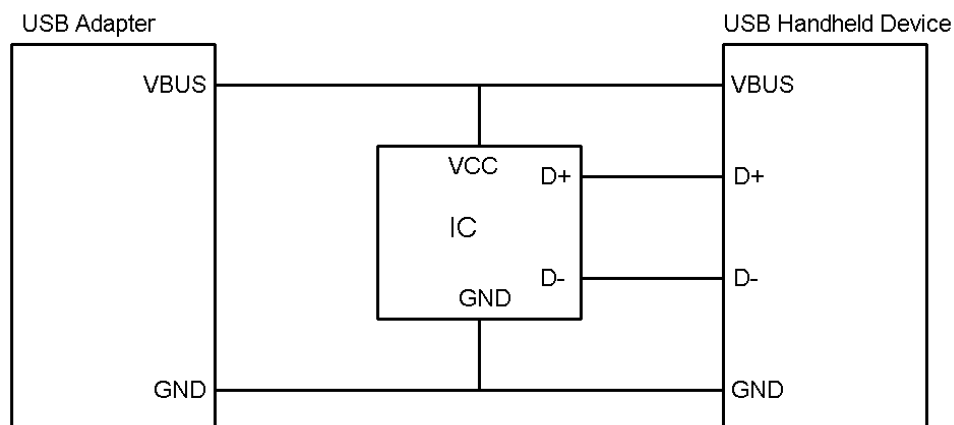 USB Adapter
USB Handheld Device
VBUS
VBUS
VCC
D+
D+
IC
D-
D-
GND
GND
GND